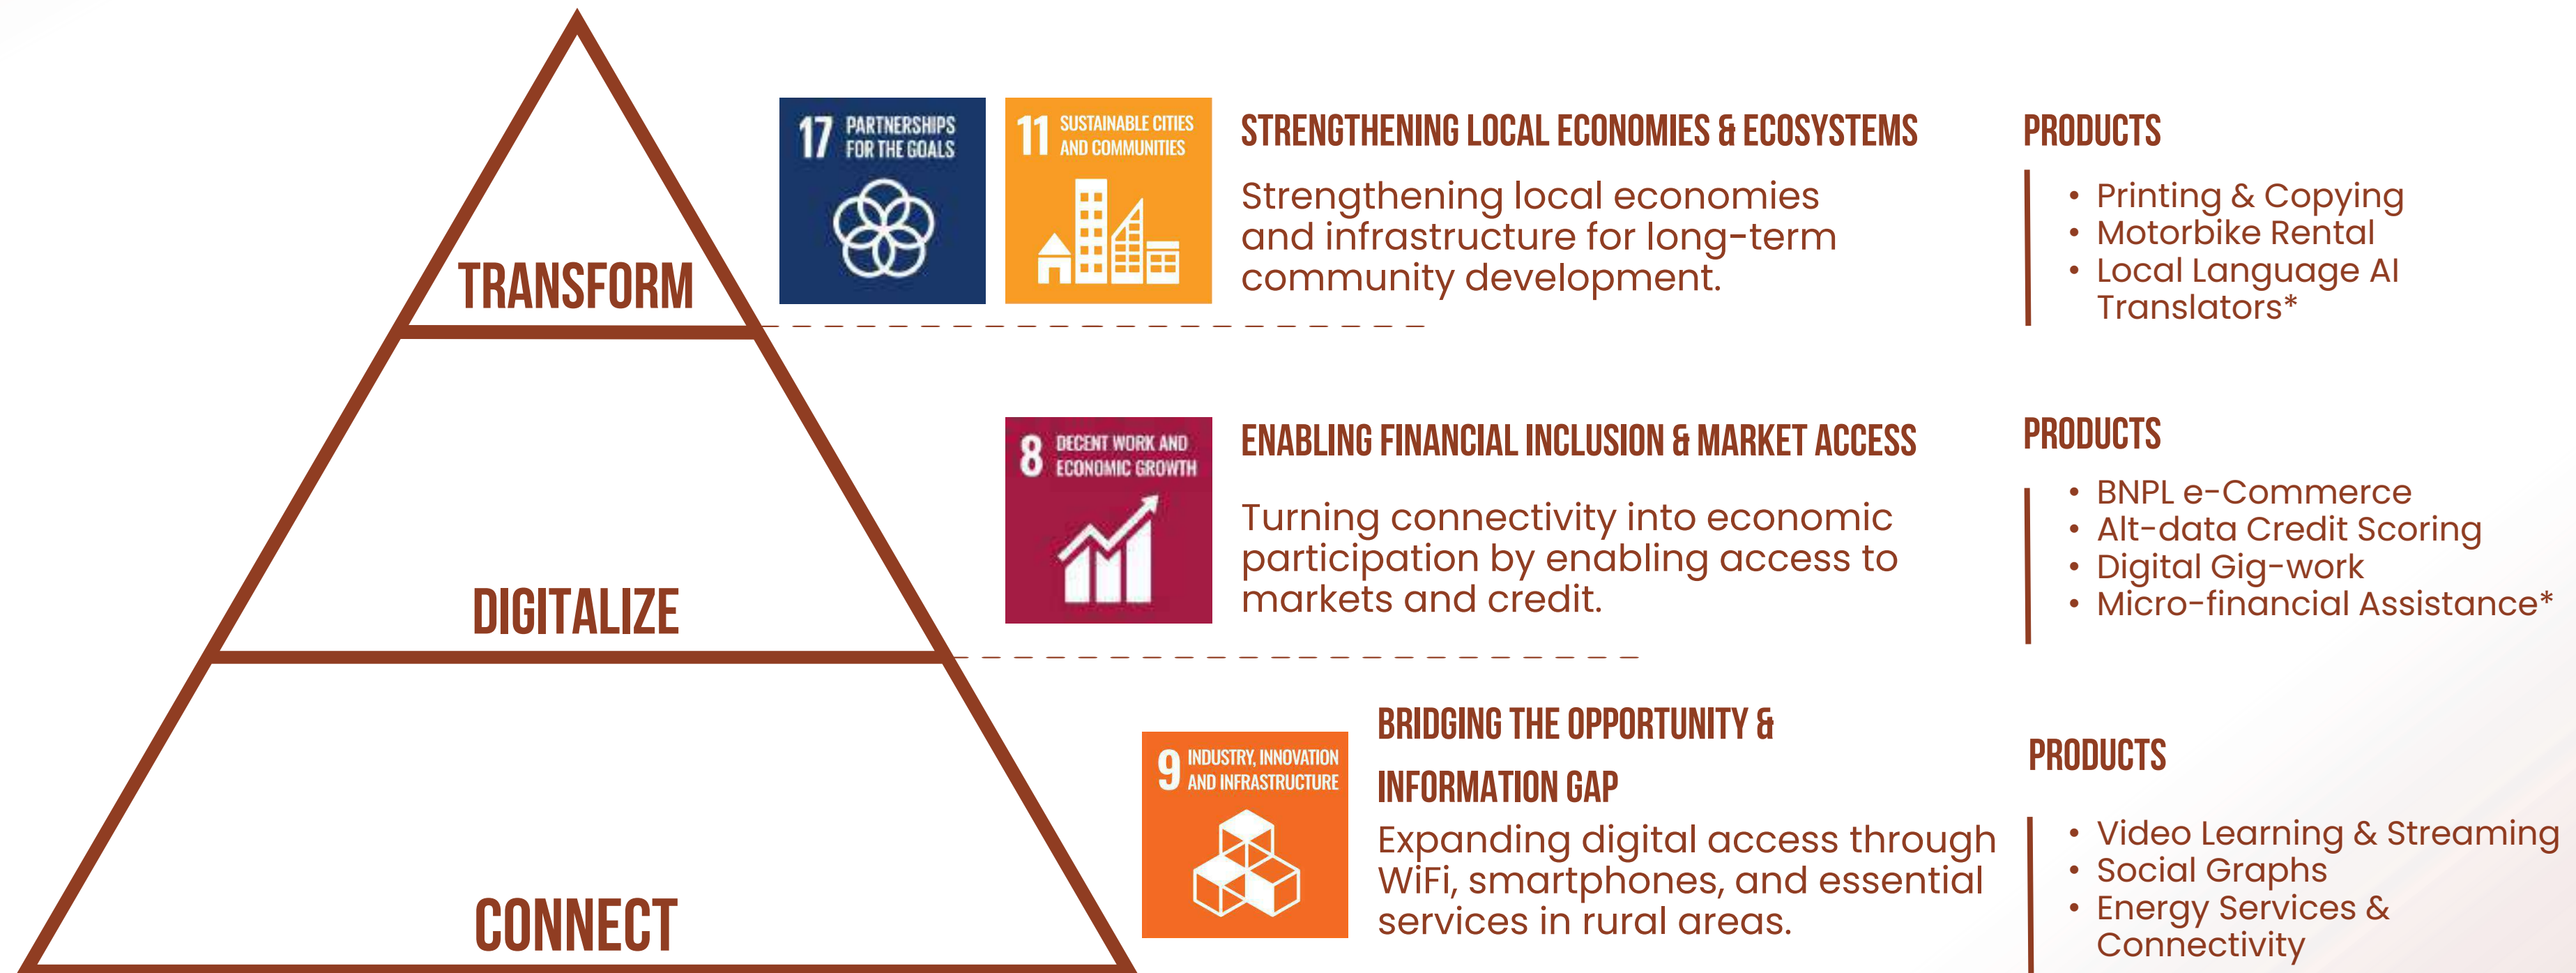 TRANSFORM
17 PARTNERSHIPS
FOR THE GOALS
11 SUSTAINABLE CITIES
AND COMMUNITIES
STRENGTHENING LOCAL ECONOMIES & ECOSYSTEMS
Strengthening local economies
and infrastructure for long-term
community development.
PRODUCTS
• Printing & Copying
• Motorbike Rental
• Local Language AI
Translators*
DIGITALIZE
8 DECENT WORK AND
ECONOMIC GROWTH
ENABLING FINANCIAL INCLUSION & MARKET ACCESS
Turning connectivity into economic
participation by enabling access to
markets and credit.
PRODUCTS
• BNPL e-Commerce
• Alt-data Credit Scoring
• Digital Gig-work
• Micro-financial Assistance*
CONNECT
9 INDUSTRY, INNOVATION
AND INFRASTRUCTURE
BRIDGING THE OPPORTUNITY &
INFORMATION GAP
Expanding digital access through
WiFi, smartphones, and essential
services in rural areas.
PRODUCTS
• Video Learning & Streaming
• Social Graphs
• Energy Services &
Connectivity